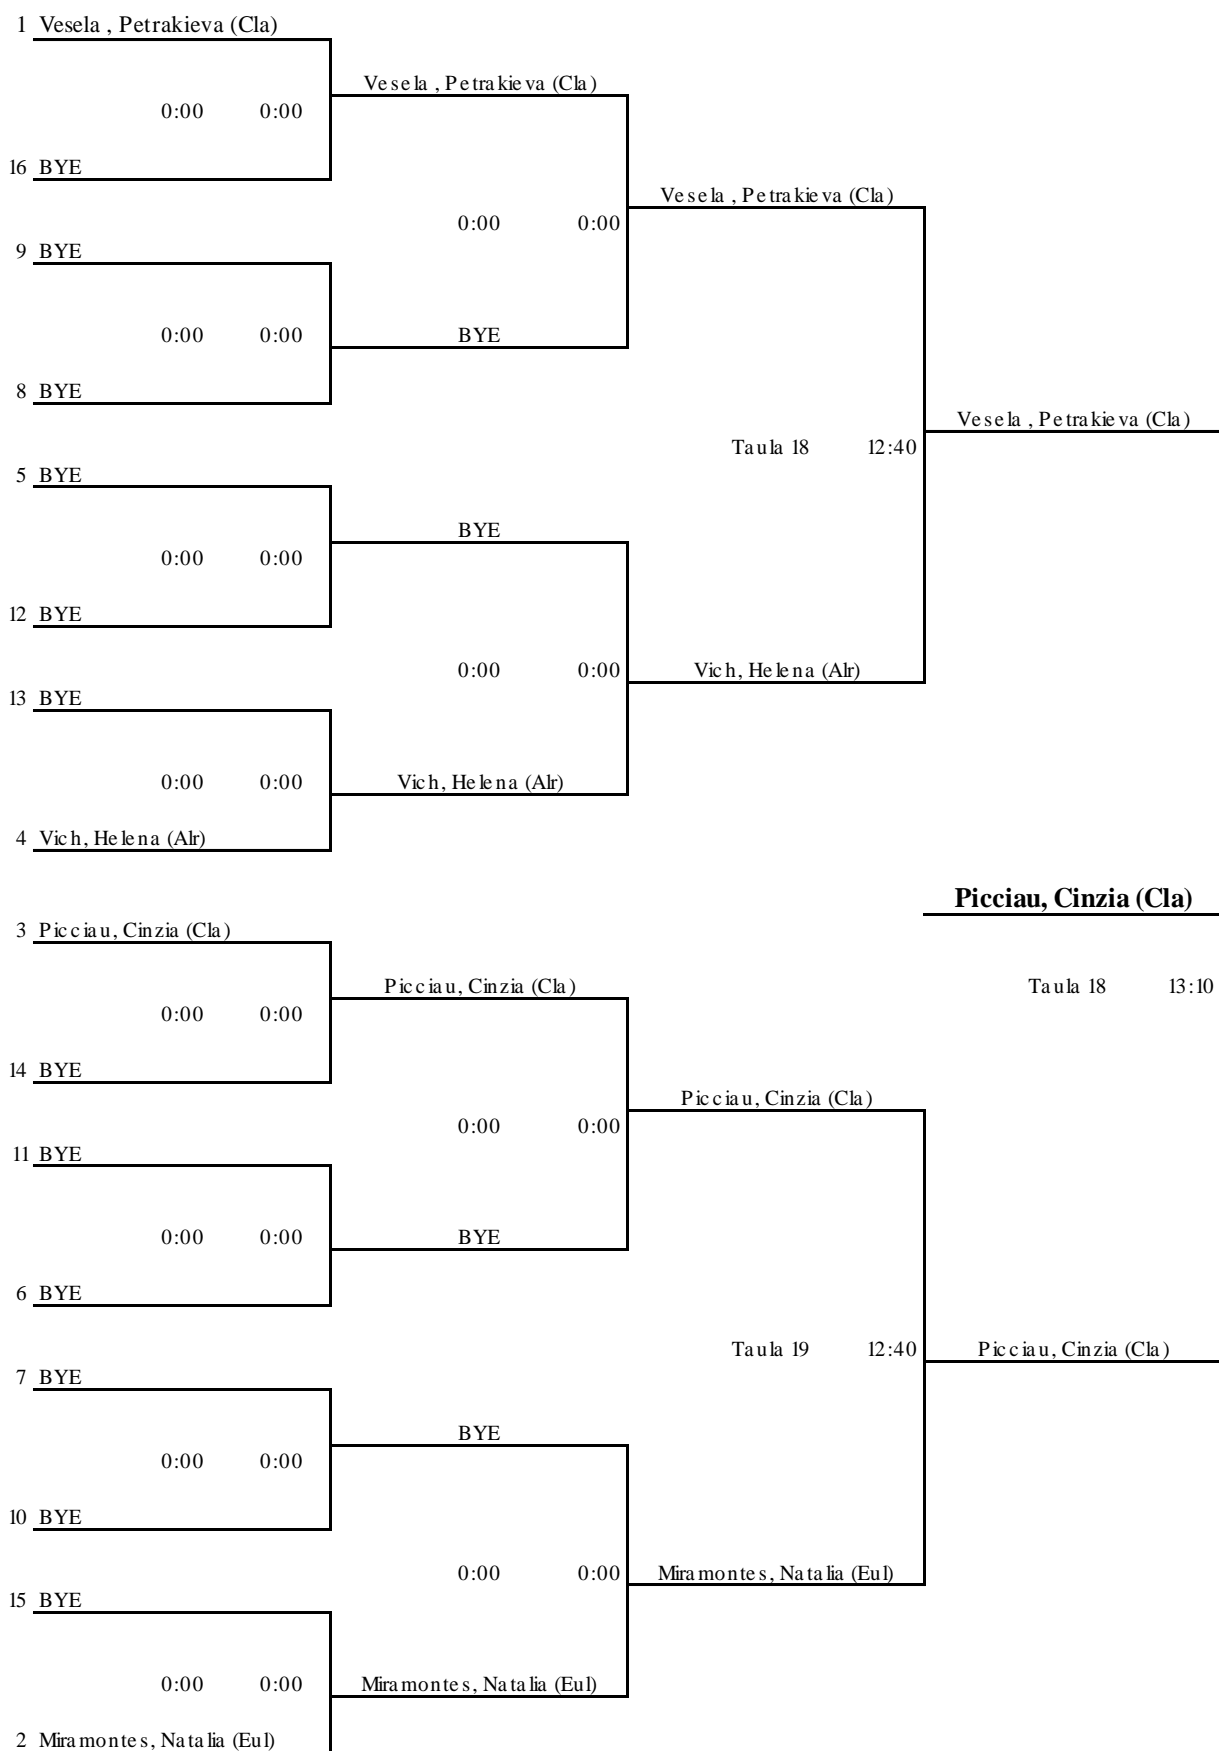 1 Vesela , Petrakieva (Cla)
Vesela , Petrakieva (Cla)
0:00 0:00
16 BYE
Vesela , Petrakieva (Cla)
0:00 0:00
9 BYE
0:00 0:00 BYE
8 BYE
Vesela , Petrakieva (Cla)
Taula 18 12:40
5 BYE
BYE
0:00 0:00
12 BYE
0:00 0:00 Vich, Helena (Alr)
13 BYE
0:00 0:00 Vich, Helena (Alr)
4 Vich, Helena (Alr)
Picciau, Cinzia (Cla)
3 Picciau, Cinzia (Cla)
Picciau, Cinzia (Cla) Taula 18 13:10
0:00 0:00
14 BYE
Picciau, Cinzia (Cla)
0:00 0:00
11 BYE
0:00 0:00 BYE
6 BYE
Taula 19 12:40 Picciau, Cinzia (Cla)
7 BYE
BYE
0:00 0:00
10 BYE
0:00 0:00 Miramontes, Natalia (Eul)
15 BYE
0:00 0:00 Miramontes, Natalia (Eul)
2 Miramontes, Natalia (Eul)